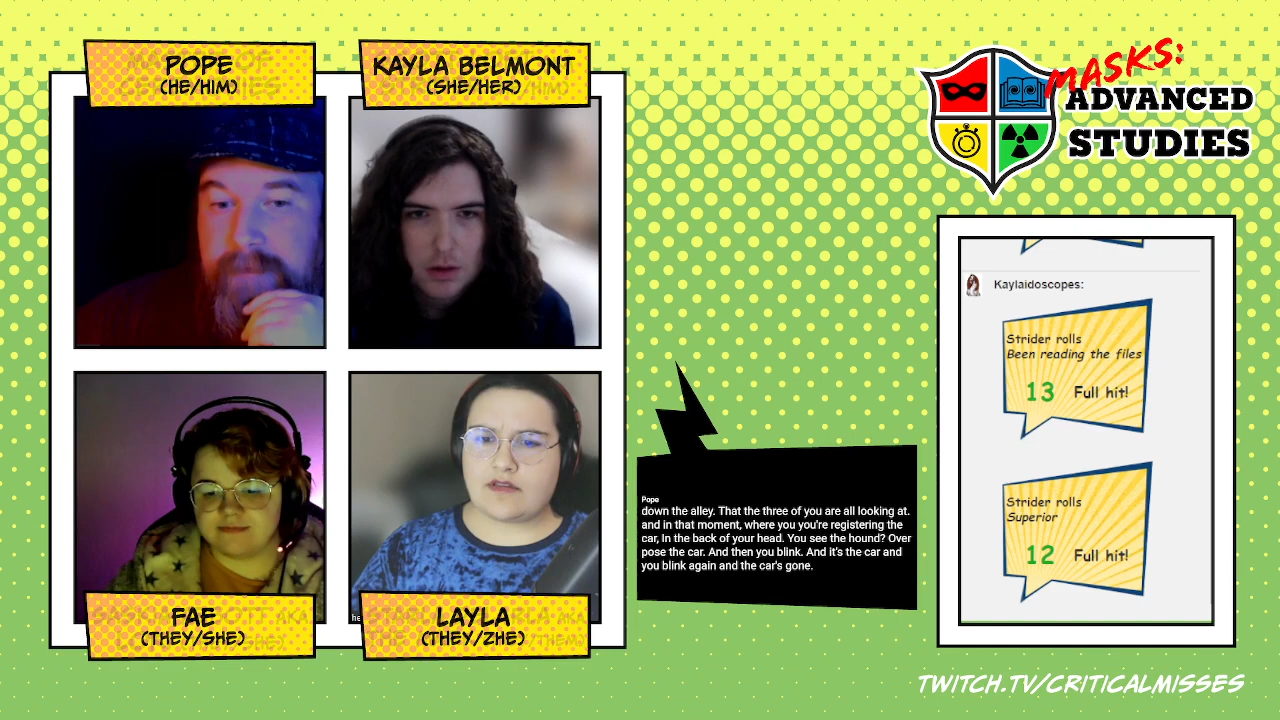 POPE
(HE/HIM)
KAYLA BELMONT
(SHE/HER)
FAE
(THEY/SHE)
LAYLA
(THEY/ZHE)
MASKS:
ADVANCED
STUDIES
Kaylaidoscopes:
Strider rolls
Been reading the files
13 Full hit!
Strider rolls
Superior
12 Full hit!
Pope
down the alley. That the three of you are all looking at.
and in that moment, where you you're registering the
car, In the back of your head. You see the hound? Over
pose the car. And then you blink. And it's the car and
you blink again and the car's gone.
TWITCH.TV/CRITICALMISSES